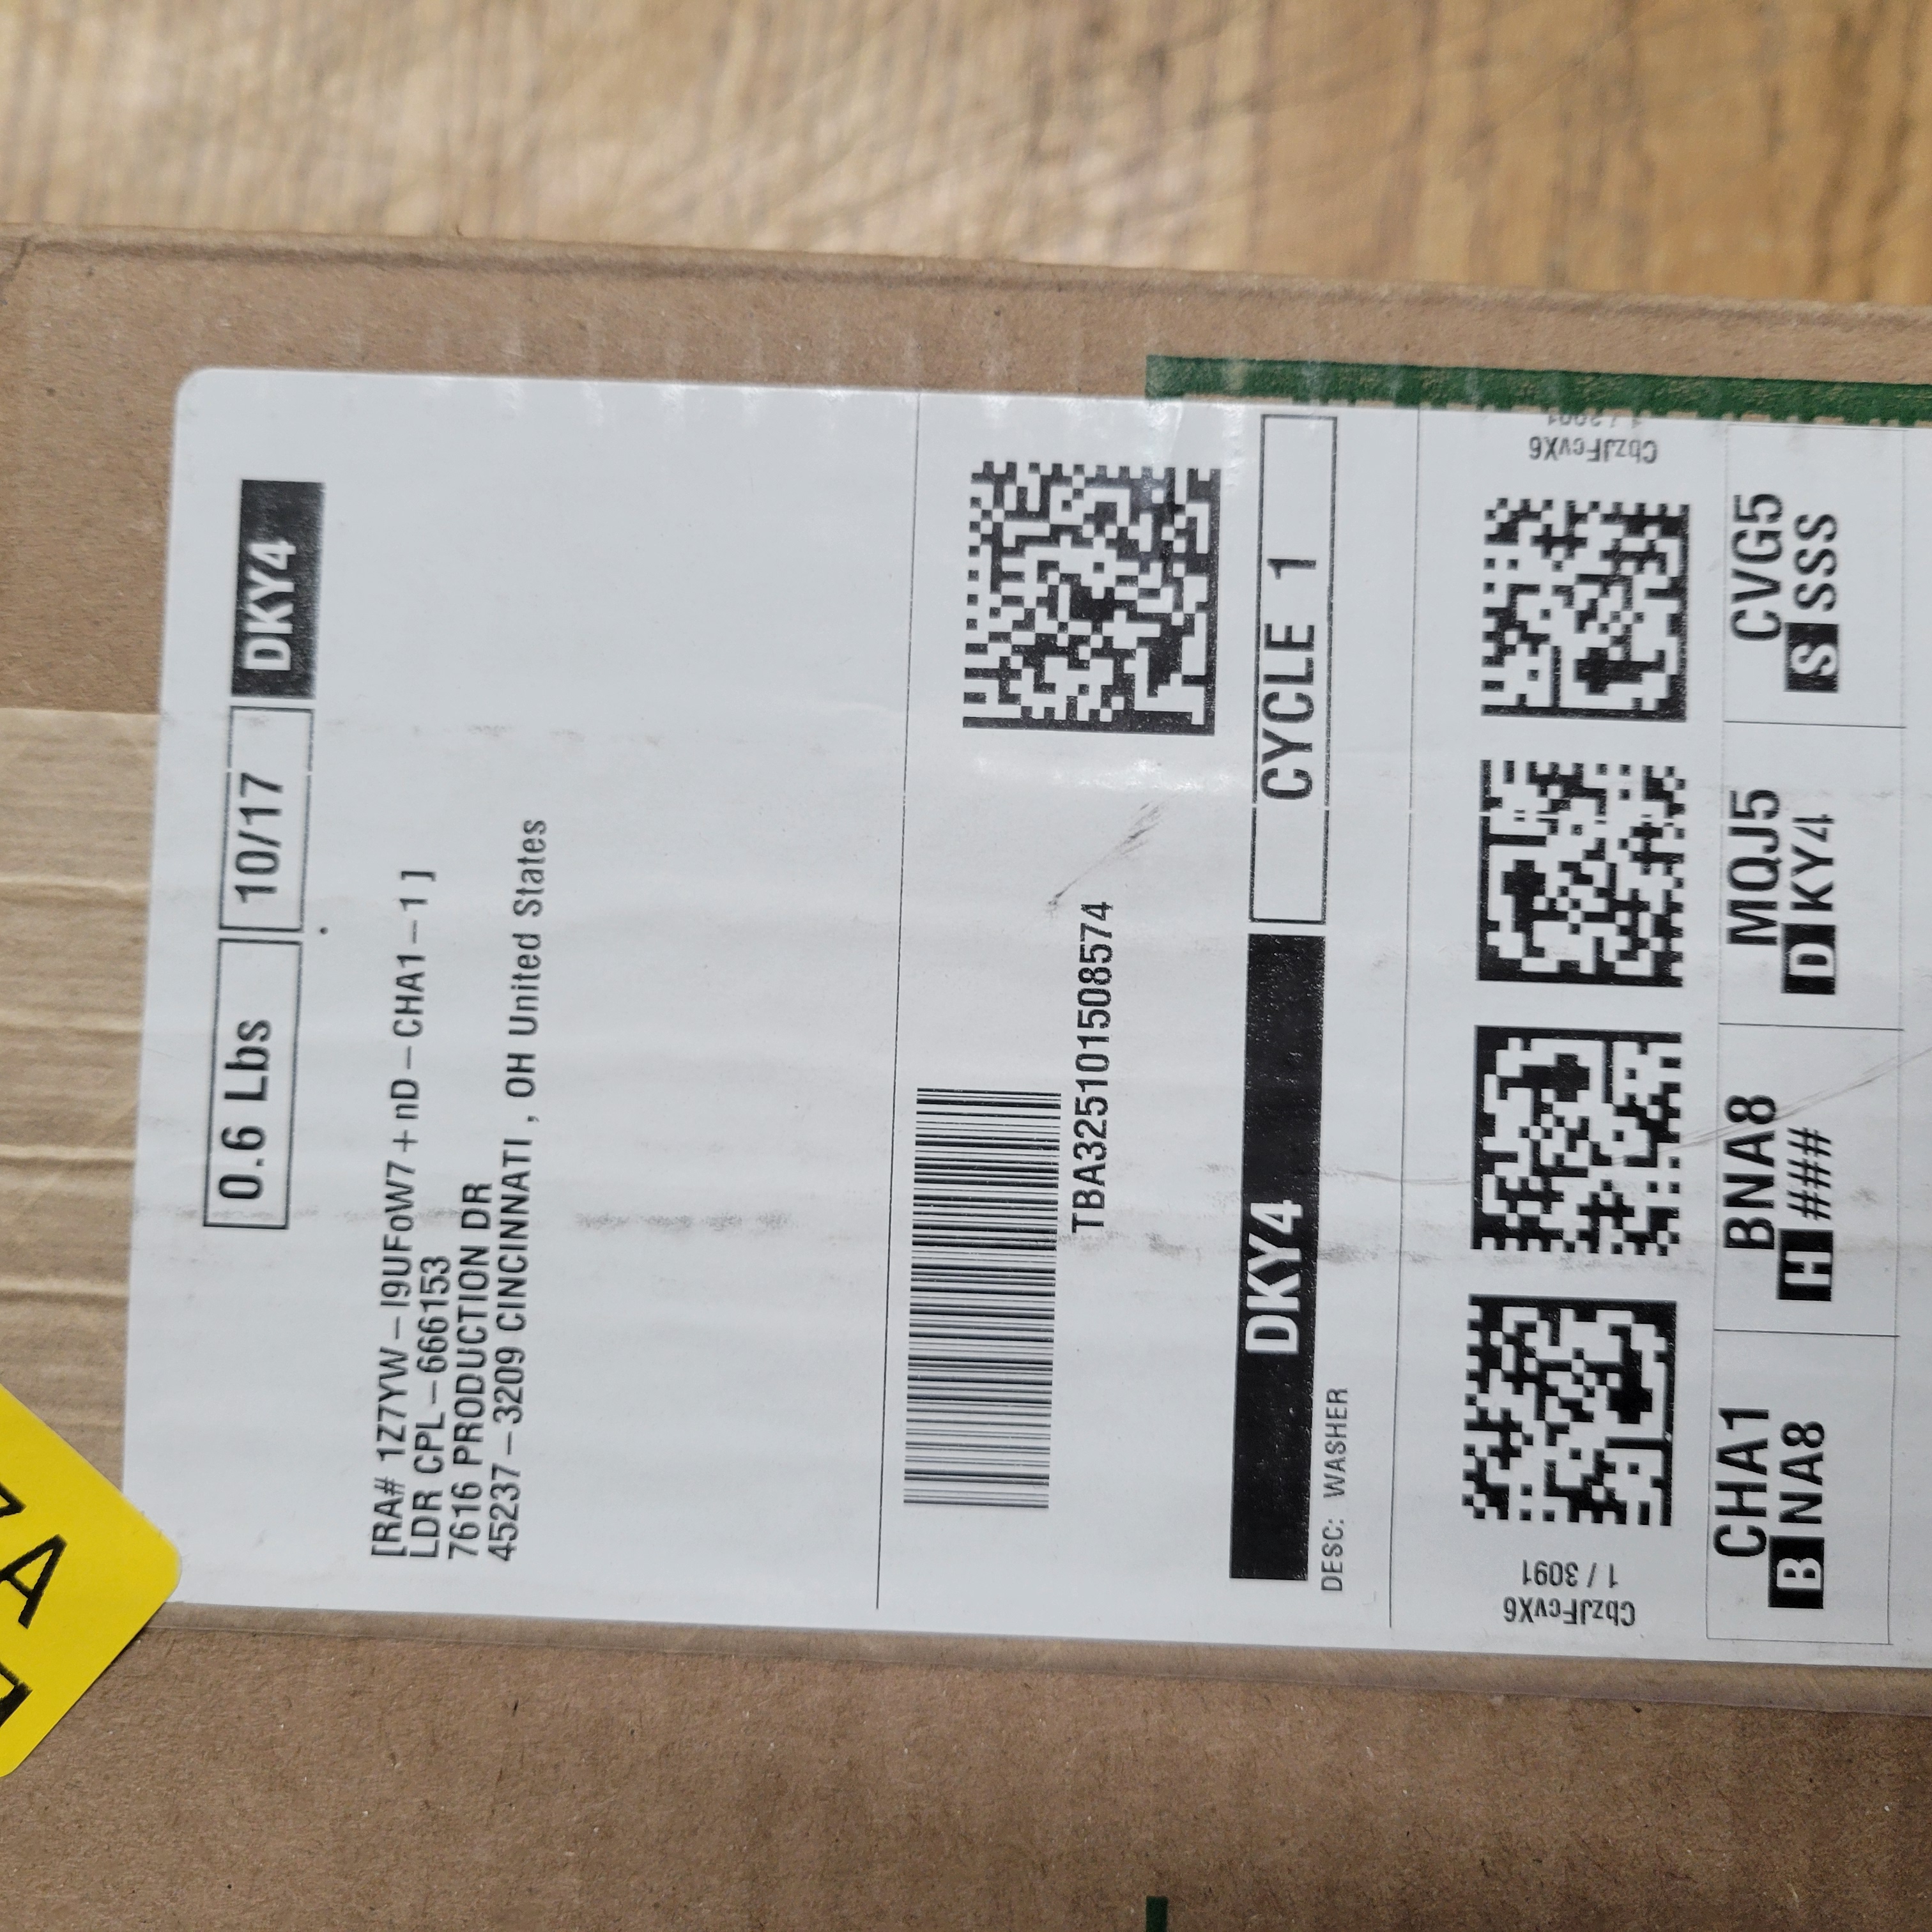 0.6 Lbs 10/17 DKY4
[RA# 1Z7YW-I9UFoW7+nD-CHA1-1]
LDR CPL-666153
7616 PRODUCTION DR
45237-3209 CINCINNATI, OH United States
TBA325101508574
DKY4 CYCLE 1
DESC: WASHER
CbzJFcvX6
1 / 3091
CbzJFcvX6
CHA1 BNA8 MQJ5 CVG5
B NA8 H ### D KY4 S SSS